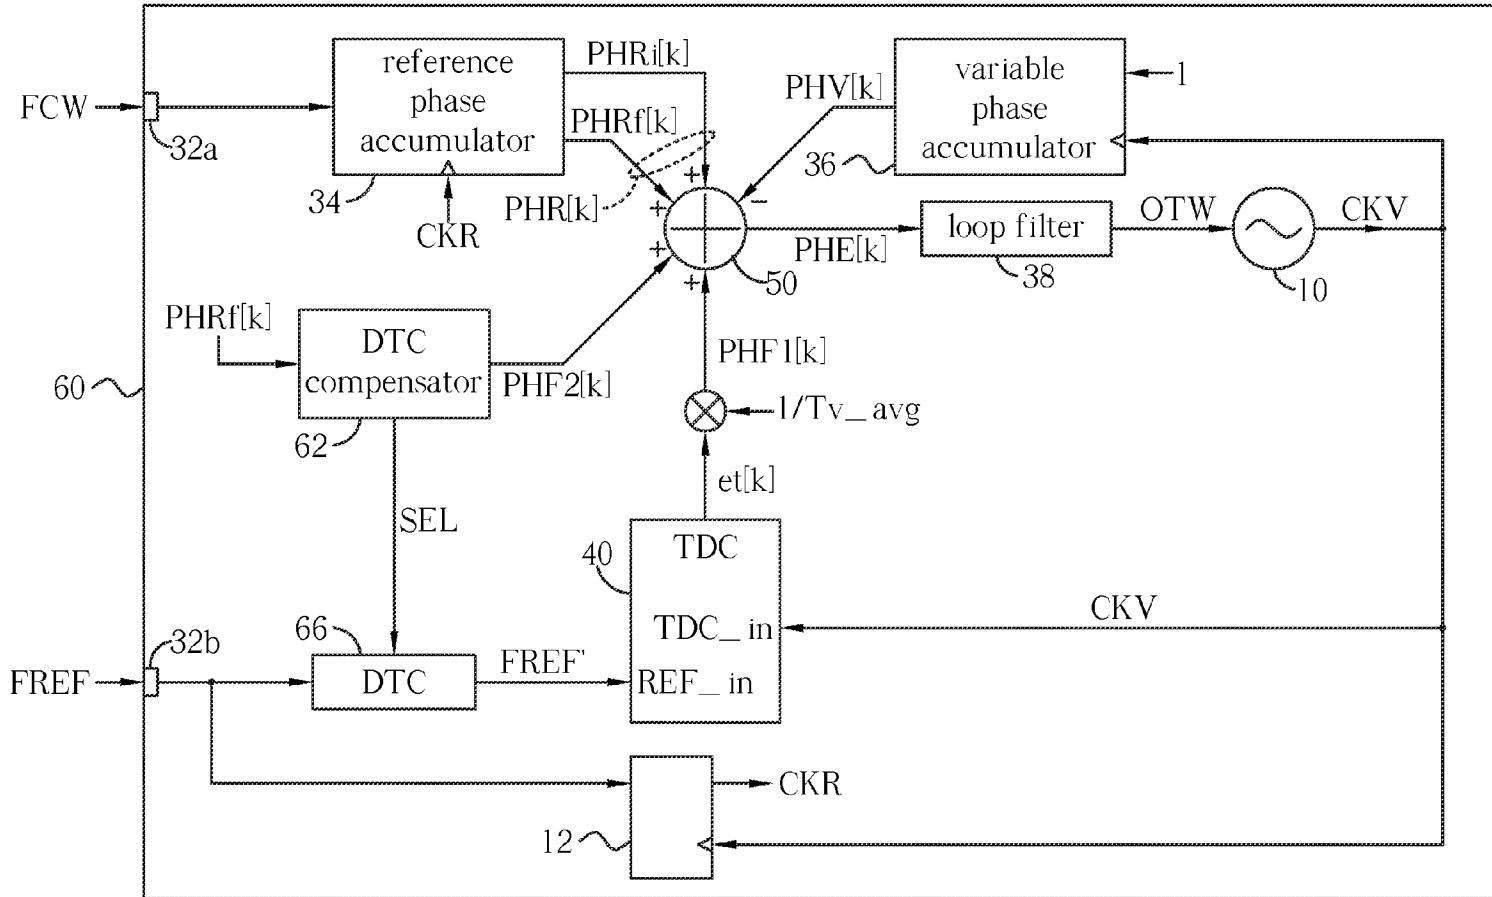 FCW
32a
reference
phase
accumulator
34
CKR
PHRi[k]
PHRf[k]
PHR[k]
PHV[k]
variable
phase
accumulator
36
1
+
+
+
+
-
50
PHE[k]
loop filter
38
OTW
10
CKV
PHRf[k]
DTC
compensator
62
PHF2[k]
PHF1[k]
1/Tv_avg
60
et[k]
SEL
40
TDC
TDC_in
REF_in
CKV
FREF
32b
66
DTC
FREF'
12
CKR